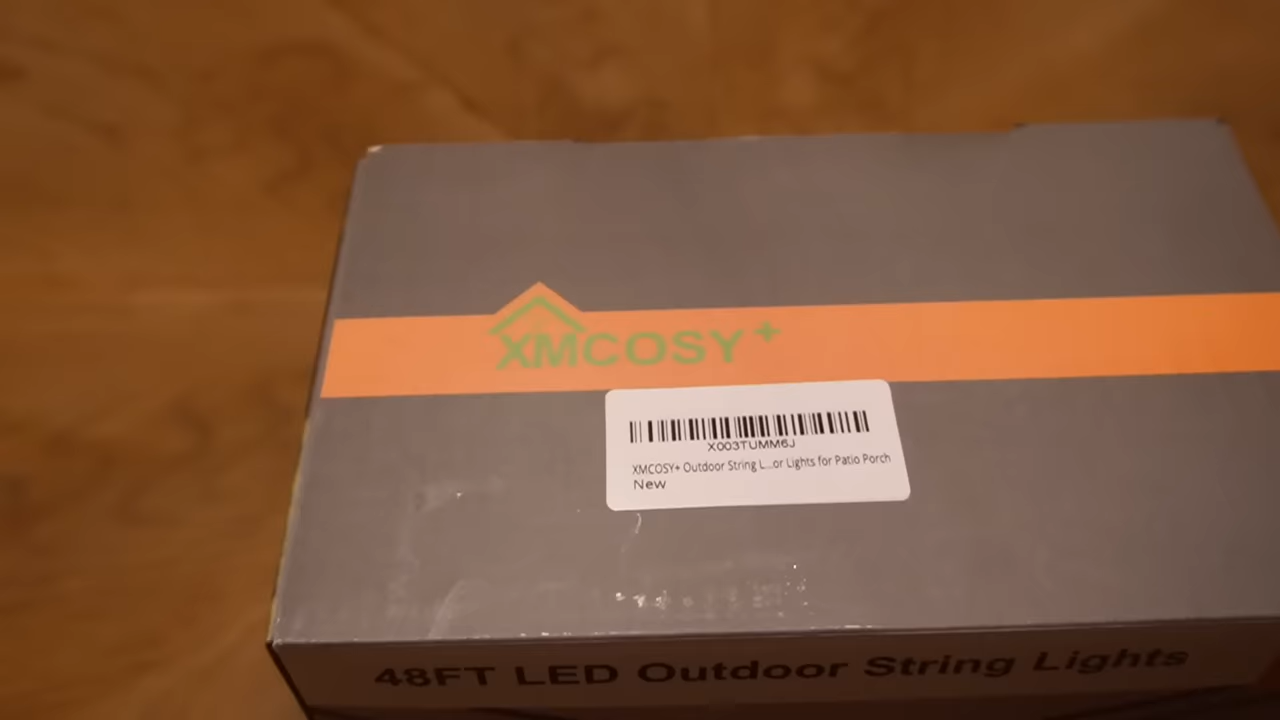 XMCOSY+
X003TUMM6J
XMCOSY+ Outdoor String L...or Lights for Patio Porch
New
48FT LED Outdoor String Lights